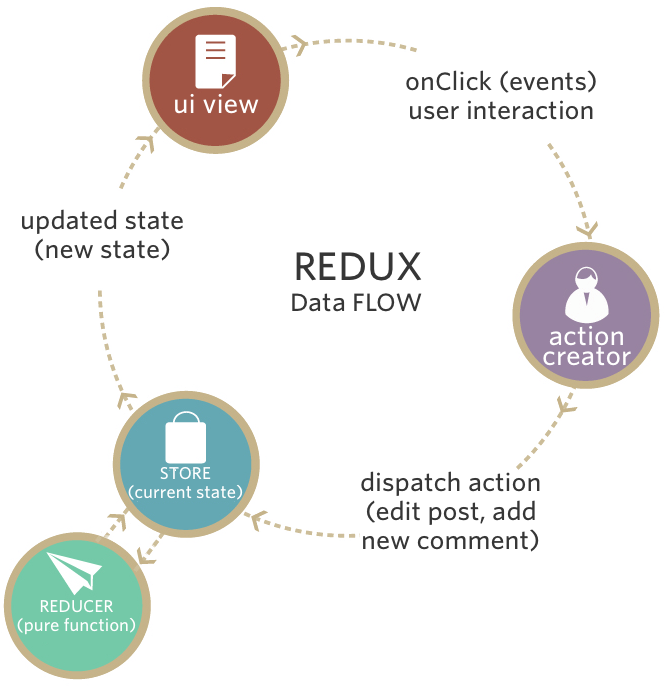 ui view
onClick (events)
user interaction
updated state
(new state)
REDUX
Data FLOW
action
creator
STORE
(current state)
dispatch action
(edit post, add
new comment)
REDUCER
(pure function)